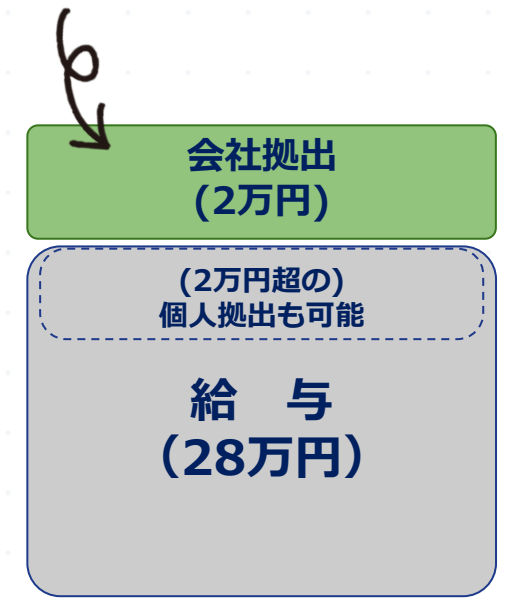 会社拠出
(2万円)
(2万円超の)
個人拠出も可能
給　与
（28万円）